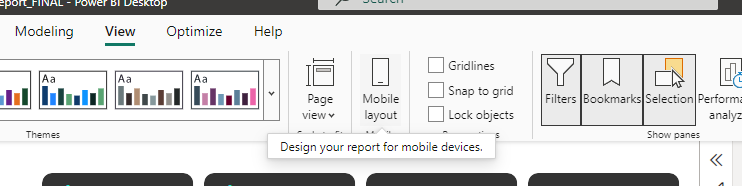 eport_FINAL - Power BI Desktop
Search
Modeling
View
Optimize
Help
Aa
Aa
Aa
Aa
Page
view
Mobile
layout
Gridlines
Snap to grid
Lock objects
Filters
Bookmarks
Selection
Performa
analyz
Themes
Show panes
Design your report for mobile devices.